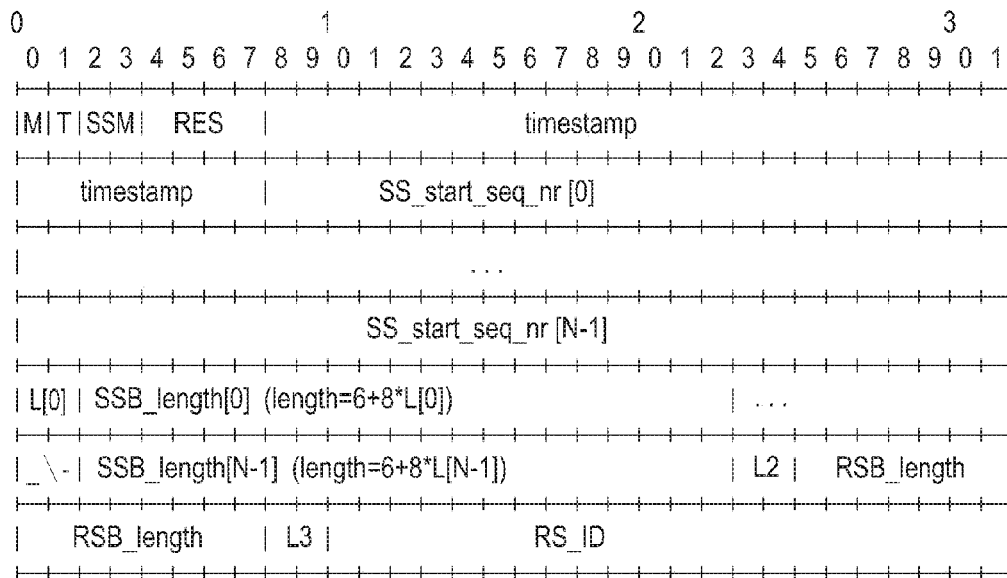 0 1 2 3
0 1 2 3 4 5 6 7 8 9 0 1 2 3 4 5 6 7 8 9 0 1 2 3 4 5 6 7 8 9 0 1
|M|T|SSM| RES | timestamp
| timestamp | SS_start_seq_nr [0]
| ...
| SS_start_seq_nr [N-1]
| L[0] | SSB_length[0] (length=6+8*L[0]) | ...
|_\-| SSB_length[N-1] (length=6+8*L[N-1]) | L2 | RSB_length
| RSB_length | L3 | RS_ID